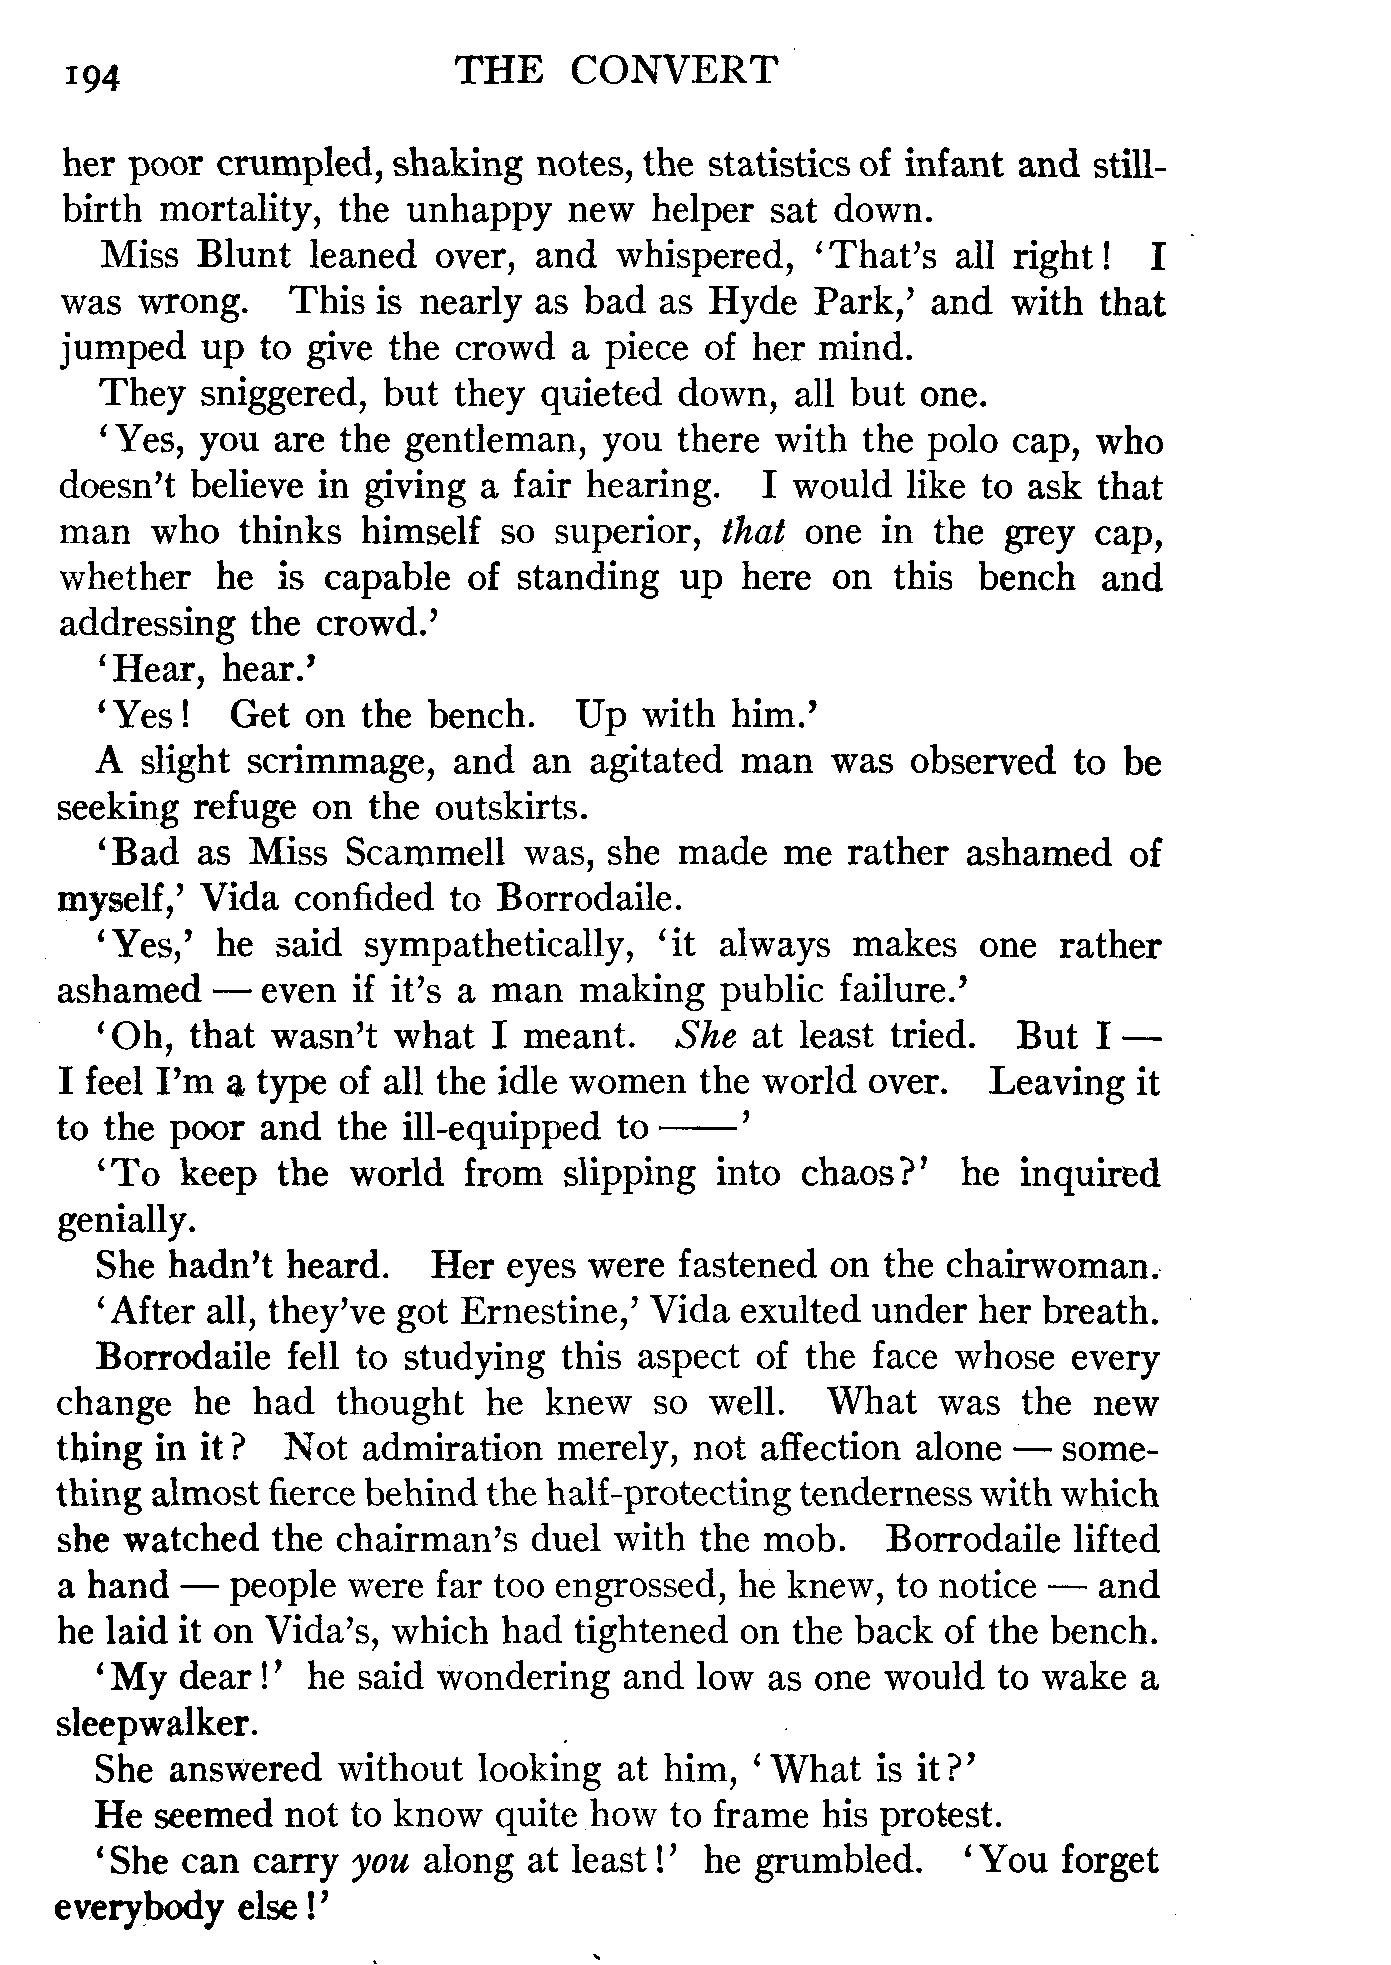 194 THE CONVERT
her poor crumpled, shaking notes, the statistics of infant and still-
birth mortality, the unhappy new helper sat down.
Miss Blunt leaned over, and whispered, ‘That’s all right! I
was wrong. This is nearly as bad as Hyde Park,’ and with that
jumped up to give the crowd a piece of her mind.
They sniggered, but they quieted down, all but one.
‘Yes, you are the gentleman, you there with the polo cap, who
doesn’t believe in giving a fair hearing. I would like to ask that
man who thinks himself so superior, that one in the grey cap,
whether he is capable of standing up here on this bench and
addressing the crowd.’
‘Hear, hear.’
‘Yes! Get on the bench. Up with him.’
A slight scrimmage, and an agitated man was observed to be
seeking refuge on the outskirts.
‘Bad as Miss Scammell was, she made me rather ashamed of
myself,’ Vida confided to Borrodaile.
‘Yes,’ he said sympathetically, ‘it always makes one rather
ashamed — even if it’s a man making public failure.’
‘Oh, that wasn’t what I meant. She at least tried. But I —
I feel I’m a type of all the idle women the world over. Leaving it
to the poor and the ill-equipped to ——’
‘To keep the world from slipping into chaos?’ he inquired
genially.
She hadn’t heard. Her eyes were fastened on the chairwoman.
‘After all, they’ve got Ernestine,’ Vida exulted under her breath.
Borrodaile fell to studying this aspect of the face whose every
change he had thought he knew so well. What was the new
thing in it? Not admiration merely, not affection alone — some-
thing almost fierce behind the half-protecting tenderness with which
she watched the chairman’s duel with the mob. Borrodaile lifted
a hand — people were far too engrossed, he knew, to notice — and
he laid it on Vida’s, which had tightened on the back of the bench.
‘My dear!’ he said wondering and low as one would to wake a
sleepwalker.
She answered without looking at him, ‘What is it?’
He seemed not to know quite how to frame his protest.
‘She can carry you along at least!’ he grumbled. ‘You forget
everybody else!’